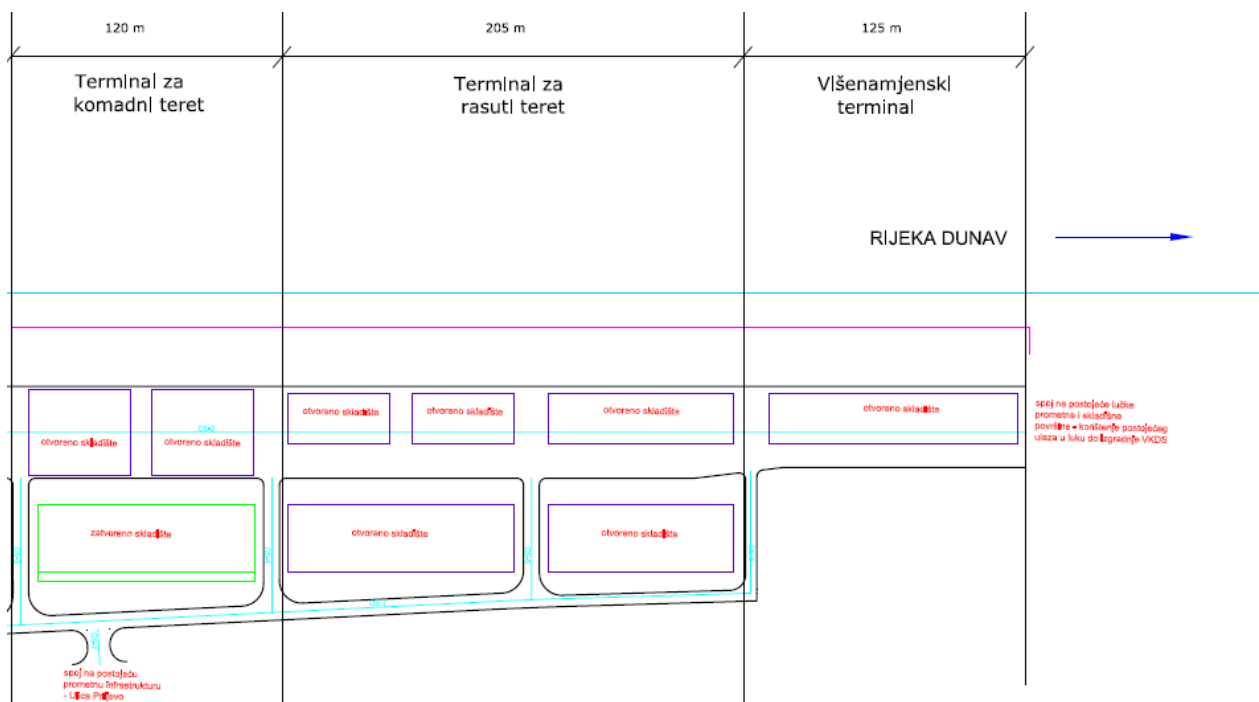 120 m
205 m
125 m
Terminal za
komadni teret
Terminal za
rasuti teret
Višenamjenski
terminal
RIJEKA DUNAV
otvoreno skladište
otvoreno skladište
otvoreno skladište
otvoreno skladište
otvoreno skladište
otvoreno skladište
spoj na postojeće lučke
prometne i skladišne
površine - korištenje postojećeg
ulaza u luku do izgradnje VKDS
zatvoreno skladište
otvoreno skladište
otvoreno skladište
spoj na postojeću
prometnu infrastrukturu
- Ulica Priljevo